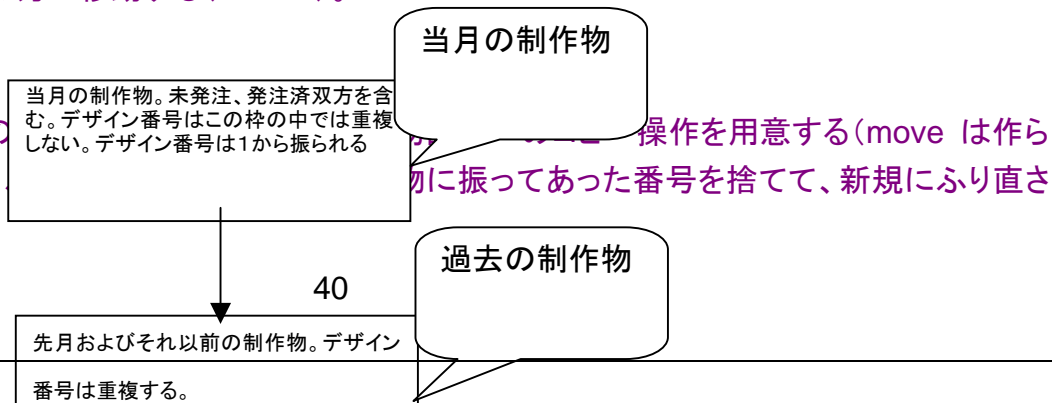 当月の制作物
当月の制作物。未発注、発注済双方を含
む。デザイン番号はこの枠の中では重複
しない。デザイン番号は1から振られる
操作を用意する(move は作ら
物に振ってあった番号を捨てて、新規にふり直さ
過去の制作物
40
先月およびそれ以前の制作物。デザイン
番号は重複する。